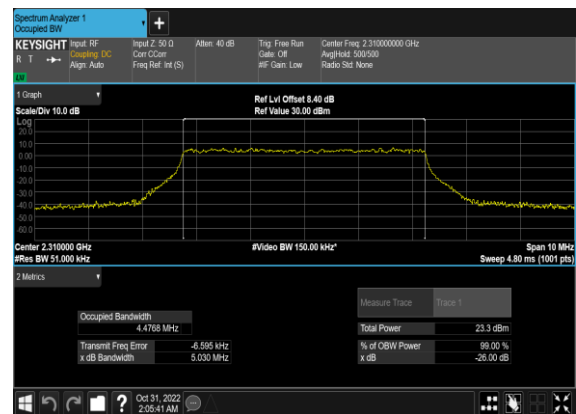 Spectrum Analyzer 1
Occupied BW
KEYSIGHT
R T
LM
Input: RF
Coupling: DC
Align: Auto
Input Z: 50 Ω
Corr CCorr
Freq Ref: Int (S)
Atten: 40 dB
Trig: Free Run
Gate: Off
#IF Gain: Low
Center Freq: 2.310000000 GHz
Avg|Hold: 500/500
Radio Std: None
1 Graph
Scale/Div 10.0 dB
Ref Lvl Offset 8.40 dB
Ref Value 30.00 dBm
Log
20.0
10.0
0.00
-10.0
-20.0
-30.0
-40.0
-50.0
-60.0
Center 2.310000 GHz
#Video BW 150.00 kHz*
Span 10 MHz
#Res BW 51.000 kHz
Sweep 4.80 ms (1001 pts)
2 Metrics
Measure Trace Trace 1
Occupied Bandwidth
4.4768 MHz
Total Power 23.3 dBm
Transmit Freq Error -6.595 kHz
% of OBW Power 99.00 %
x dB Bandwidth 5.030 MHz
x dB -26.00 dB
?
Oct 31, 2022
2:05:41 AM